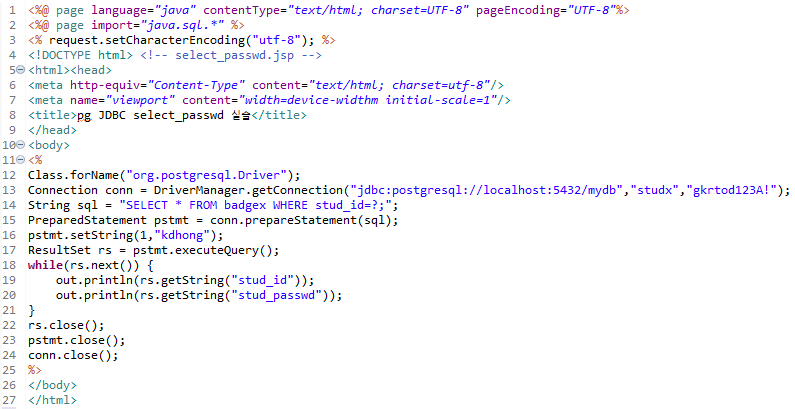 1 <%@ page language="java" contentType="text/html; charset=UTF-8" pageEncoding="UTF-8"%>
2 <%@ page import="java.sql.*" %>
3 <% request.setCharacterEncoding("utf-8"); %>
4 <!DOCTYPE html> <!-- select_passwd.jsp -->
5 <html><head>
6 <meta http-equiv="Content-Type" content="text/html; charset=utf-8"/>
7 <meta name="viewport" content="width=device-widthm initial-scale=1"/>
8 <title>pg JDBC select_passwd 실습</title>
9 </head>
10 <body>
11 <%
12 Class.forName("org.postgresql.Driver");
13 Connection conn = DriverManager.getConnection("jdbc:postgresql://localhost:5432/mydb","studx","gkrtod123A!");
14 String sql = "SELECT * FROM badgex WHERE stud_id=?;";
15 PreparedStatement pstmt = conn.prepareStatement(sql);
16 pstmt.setString(1,"kdhong");
17 ResultSet rs = pstmt.executeQuery();
18 while(rs.next()) {
19     out.println(rs.getString("stud_id"));
20     out.println(rs.getString("stud_passwd"));
21 }
22 rs.close();
23 pstmt.close();
24 conn.close();
25 %>
26 </body>
27 </html>